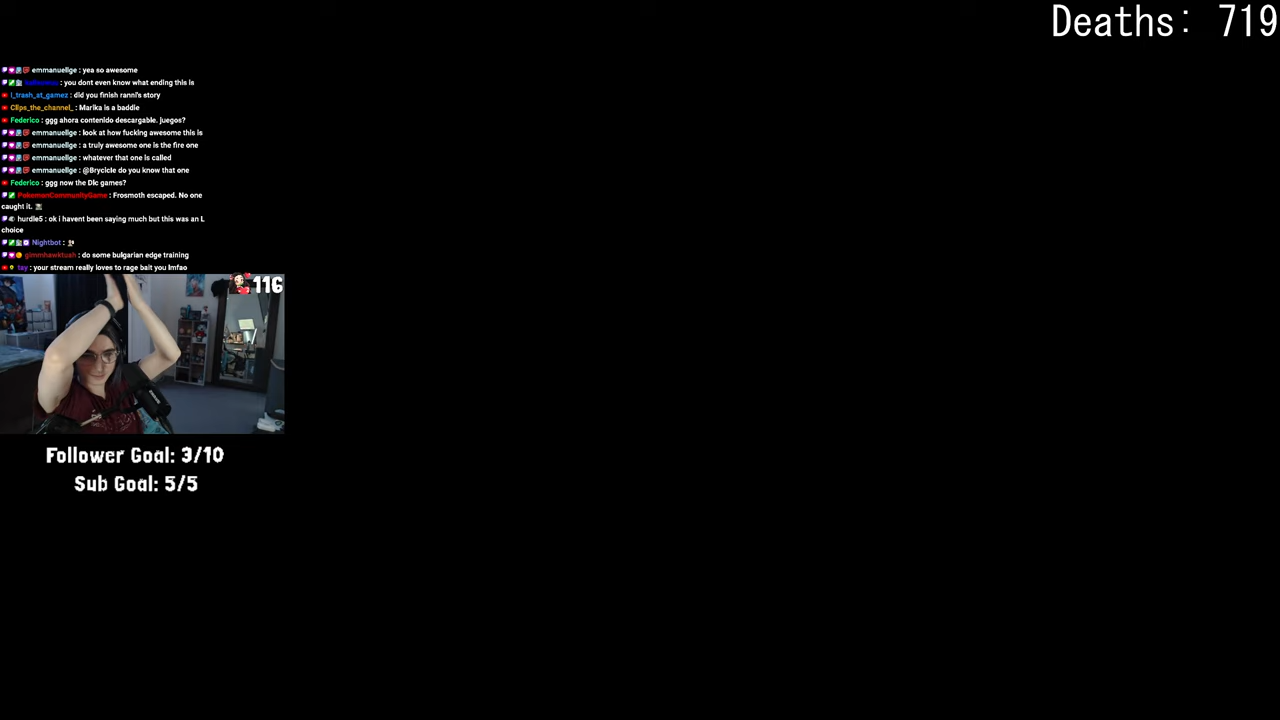 Deaths: 719
emmanuellge : yea so awesome
: you dont even know what ending this is
I_trash_at_gamez : did you finish ranni's story
Clips_the_channel_ : Marika is a baddie
Federico : ggg ahora contenido descargable. juegos?
emmanuellge : look at how fucking awesome this is
emmanuellge : a truly awesome one is the fire one
emmanuellge : whatever that one is called
emmanuellge : @Brycicle do you know that one
Federico : ggg now the Dlc games?
PokemonCommunityGame : Frosmoth escaped. No one
caught it.
hurdle5 : ok i havent been saying much but this was an L
choice
Nightbot :
gimmhawktuah : do some bulgarian edge training
tay : your stream really loves to rage bait you lmfao
116
Follower Goal: 3/10
Sub Goal: 5/5